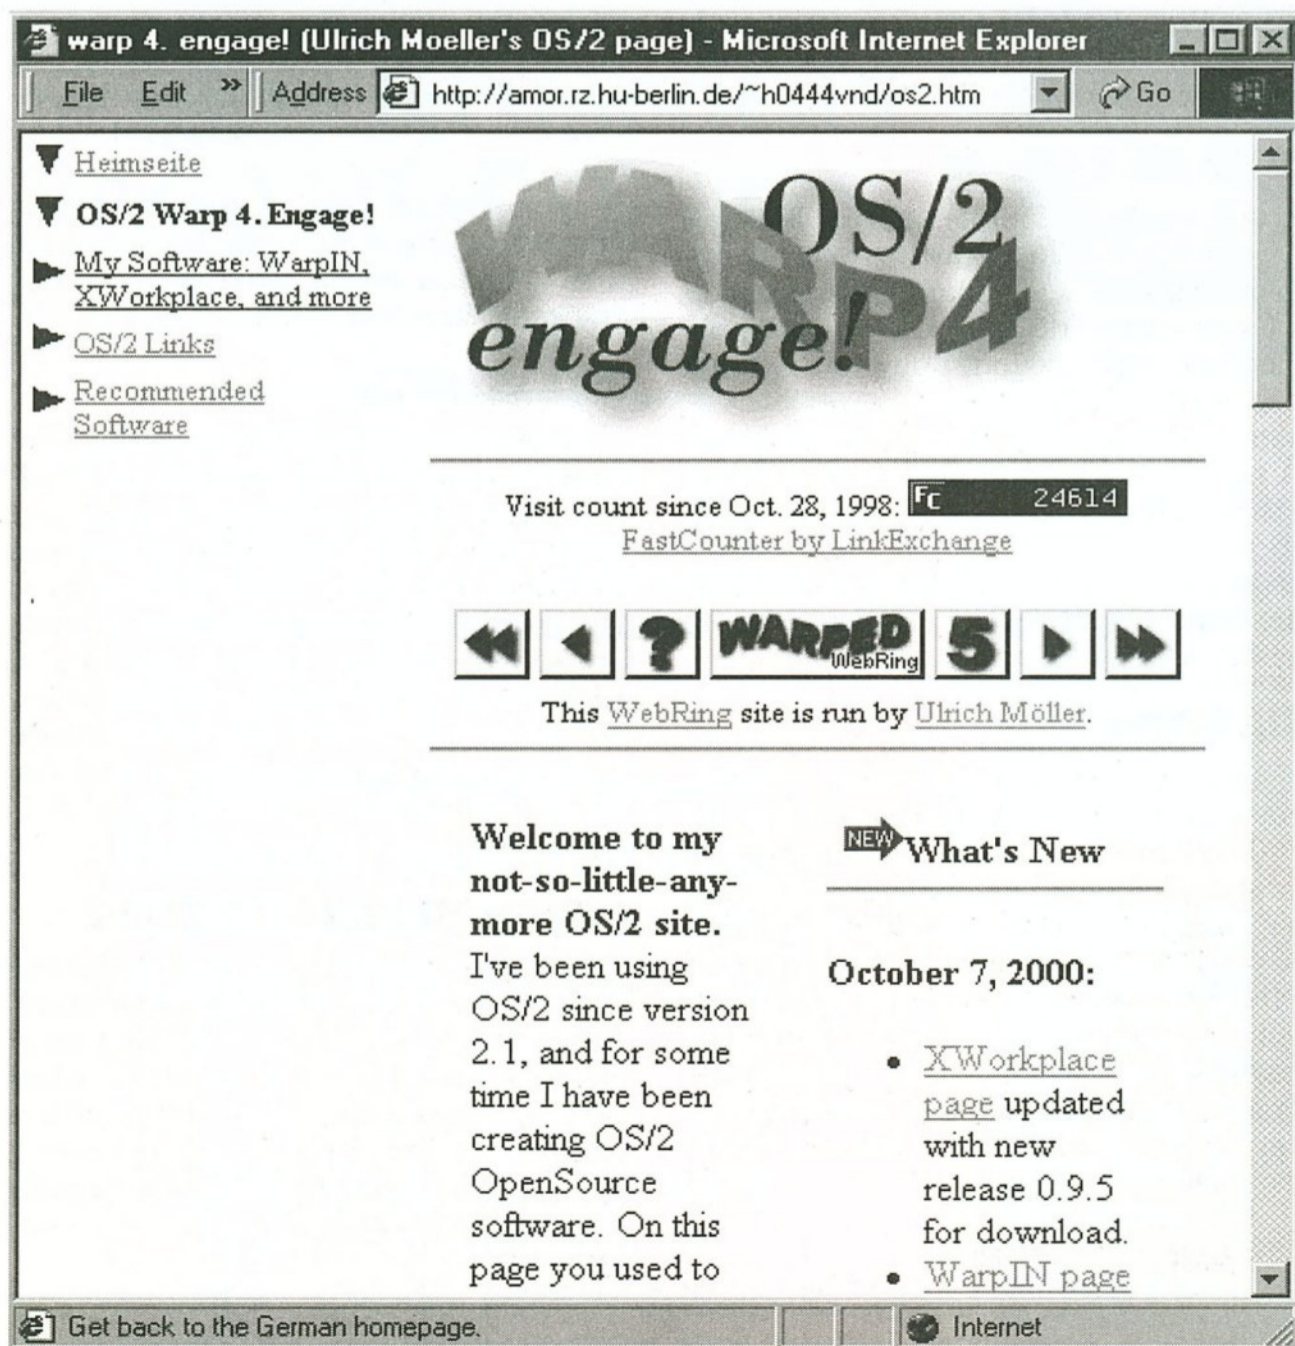 warp 4. engage! (Ulrich Moeller's OS/2 page) - Microsoft Internet Explorer
File Edit » Address http://amor.rz.hu-berlin.de/~h0444vnd/os2.htm Go
Heimseite
OS/2 Warp 4. Engage!
My Software: WarpIN,
XWorkplace, and more
OS/2 Links
Recommended
Software
OS/2
WARP4
engage!
Visit count since Oct. 28, 1998: FC 24614
FastCounter by LinkExchange
? WARPED WebRing 5
This WebRing site is run by Ulrich Möller.
Welcome to my
not-so-little-any-
more OS/2 site.
I've been using
OS/2 since version
2.1, and for some
time I have been
creating OS/2
OpenSource
software. On this
page you used to
NEW What's New
October 7, 2000:
• XWorkplace
page updated
with new
release 0.9.5
for download.
• WarpIN page
Get back to the German homepage. Internet